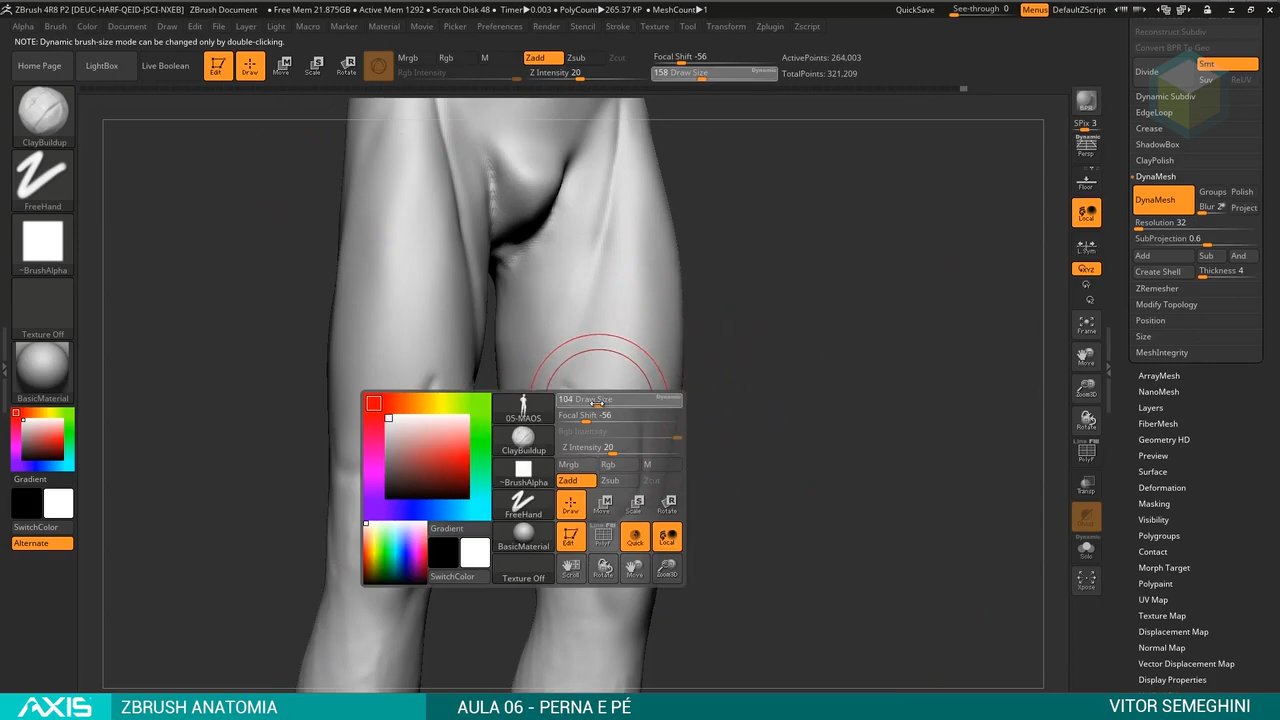 ZBrush 4R8 P2 [DEUC-HARF-QEID-JSCI-NXEB] ZBrush Document • Free Mem 21.875GB • Active Mem 1292 • Scratch Disk 48 • Timer▶0.003 • PolyCount▶265.37 KP • MeshCount▶1 QuickSave See-through 0 Menus DefaultZScript
Alpha Brush Color Document Draw Edit File Layer Light Macro Marker Material Movie Picker Preferences Render Stencil Stroke Texture Tool Transform Zplugin Zscript
NOTE: Dynamic brush-size mode can be changed only by double-clicking.
Home Page LightBox Live Boolean Edit Draw Move Scale Rotate
Mrgb Rgb M Zadd Zsub Zcut
Rgb Intensity Z Intensity 20
Focal Shift -56
158 Draw Size Dynamic
ActivePoints: 264,003
TotalPoints: 321,209
ClayBuildup
FreeHand
~BrushAlpha
Texture Off
BasicMaterial
Gradient
SwitchColor
Alternate
Gradient
SwitchColor
05-MAOS
ClayBuildup
~BrushAlpha
FreeHand
BasicMaterial
Texture Off
104 Draw Size Dynamic
Focal Shift -56
Rgb Intensity
Z Intensity 20
Mrgb Rgb M
Zadd Zsub Zcut
Draw Move Scale Rotate
Edit Line Fill PolyF Quick Local
Scroll Rotate Move Zoom3D
BPR
SPix 3
Dynamic
Persp
Floor
Local
L.Sym
XYZ
Frame
Move
Zoom3D
Rotate
Line Fill
PolyF
Transp
Ghost
Dynamic
Solo
Xpose
Reconstruct Subdiv
Convert BPR To Geo
Divide Smt
Suv ReUV
Dynamic Subdiv
EdgeLoop
Crease
ShadowBox
ClayPolish
DynaMesh
DynaMesh Groups Polish
Blur 2 Project
Resolution 32
SubProjection 0.6
Add Sub And
Create Shell Thickness 4
ZRemesher
Modify Topology
Position
Size
MeshIntegrity
ArrayMesh
NanoMesh
Layers
FiberMesh
Geometry HD
Preview
Surface
Deformation
Masking
Visibility
Polygroups
Contact
Morph Target
Polypaint
UV Map
Texture Map
Displacement Map
Normal Map
Vector Displacement Map
Display Properties
AXIS ZBRUSH ANATOMIA AULA 06 - PERNA E PÉ VITOR SEMEGHINI